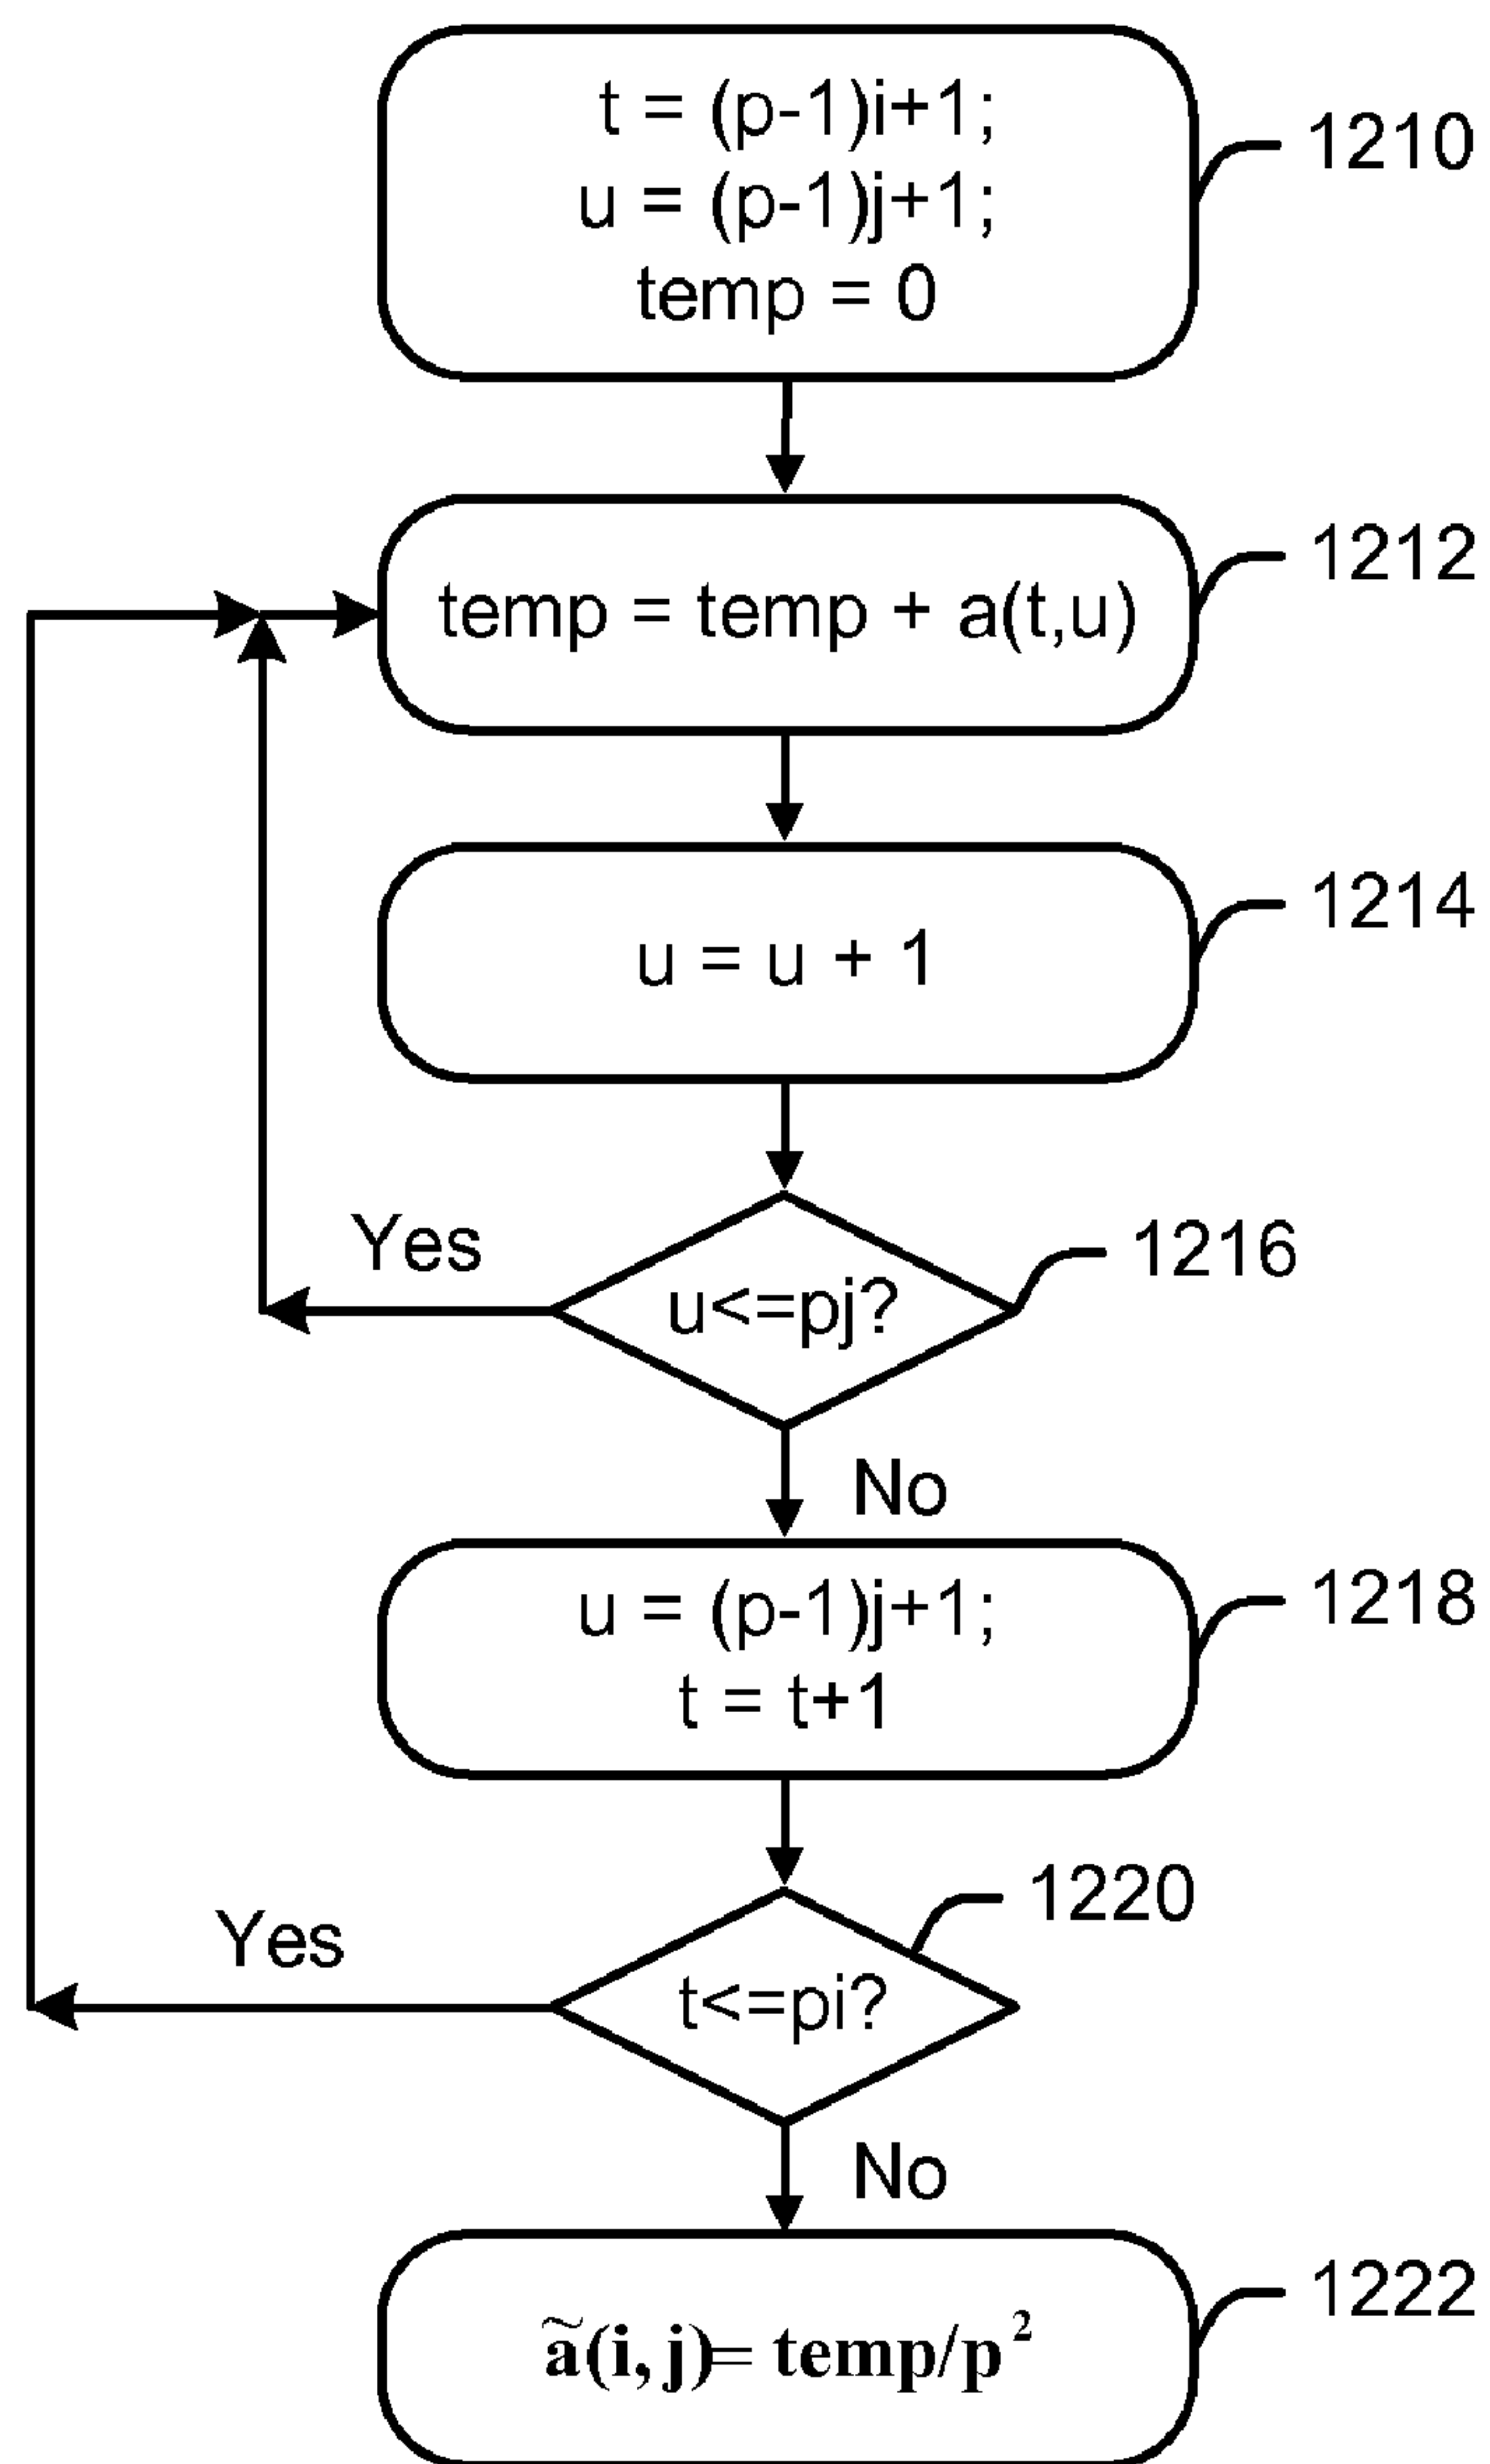 t = (p-1)i+1;
u = (p-1)j+1;
temp = 0
1210
temp = temp + a(t,u)
1212
u = u + 1
1214
Yes
u<=pj?
1216
No
u = (p-1)j+1;
t = t+1
1218
Yes
t<=pi?
1220
No
ã(i, j)= temp/p²
1222